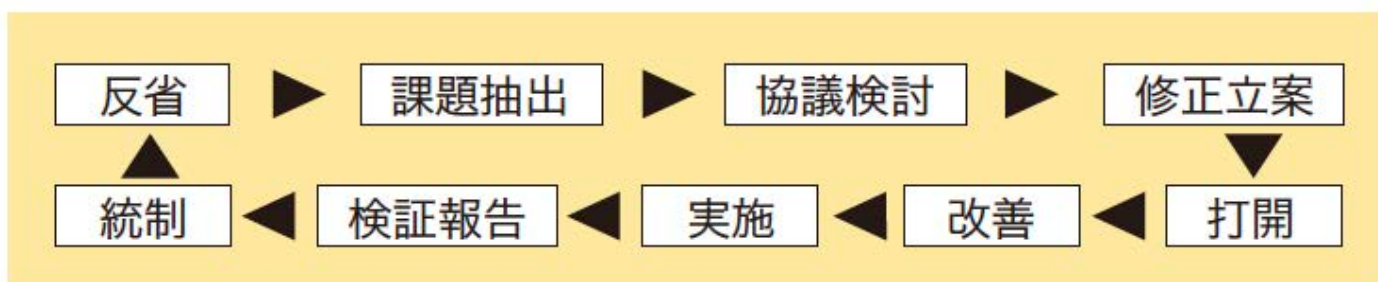 反省 ▶ 課題抽出 ▶ 協議検討 ▶ 修正立案
統制 ◀ 検証報告 ◀ 実施 ◀ 改善 ◀ 打開